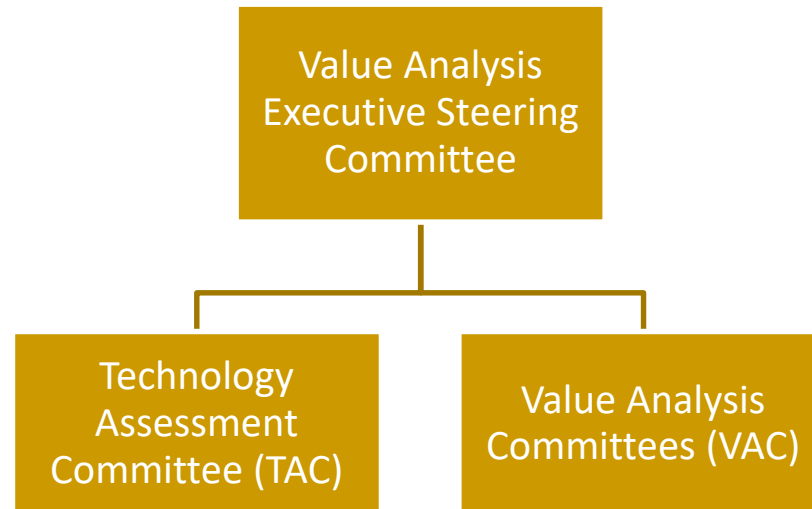 Value Analysis
Executive Steering
Committee
Technology
Assessment
Committee (TAC)
Value Analysis
Committees (VAC)